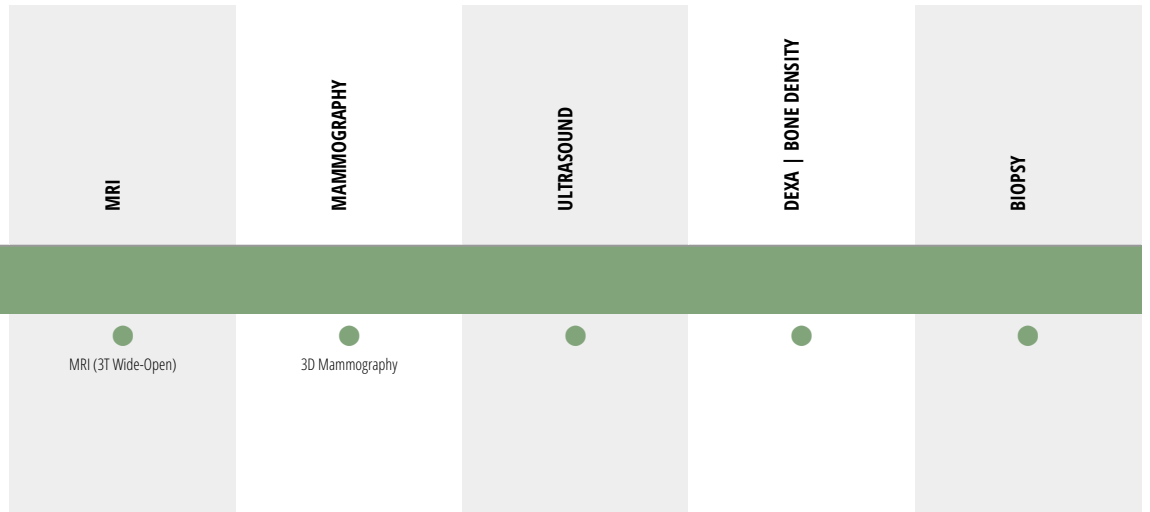 MRI
MAMMOGRAPHY
ULTRASOUND
DEXA | BONE DENSITY
BIOPSY
MRI (3T Wide-Open)
3D Mammography